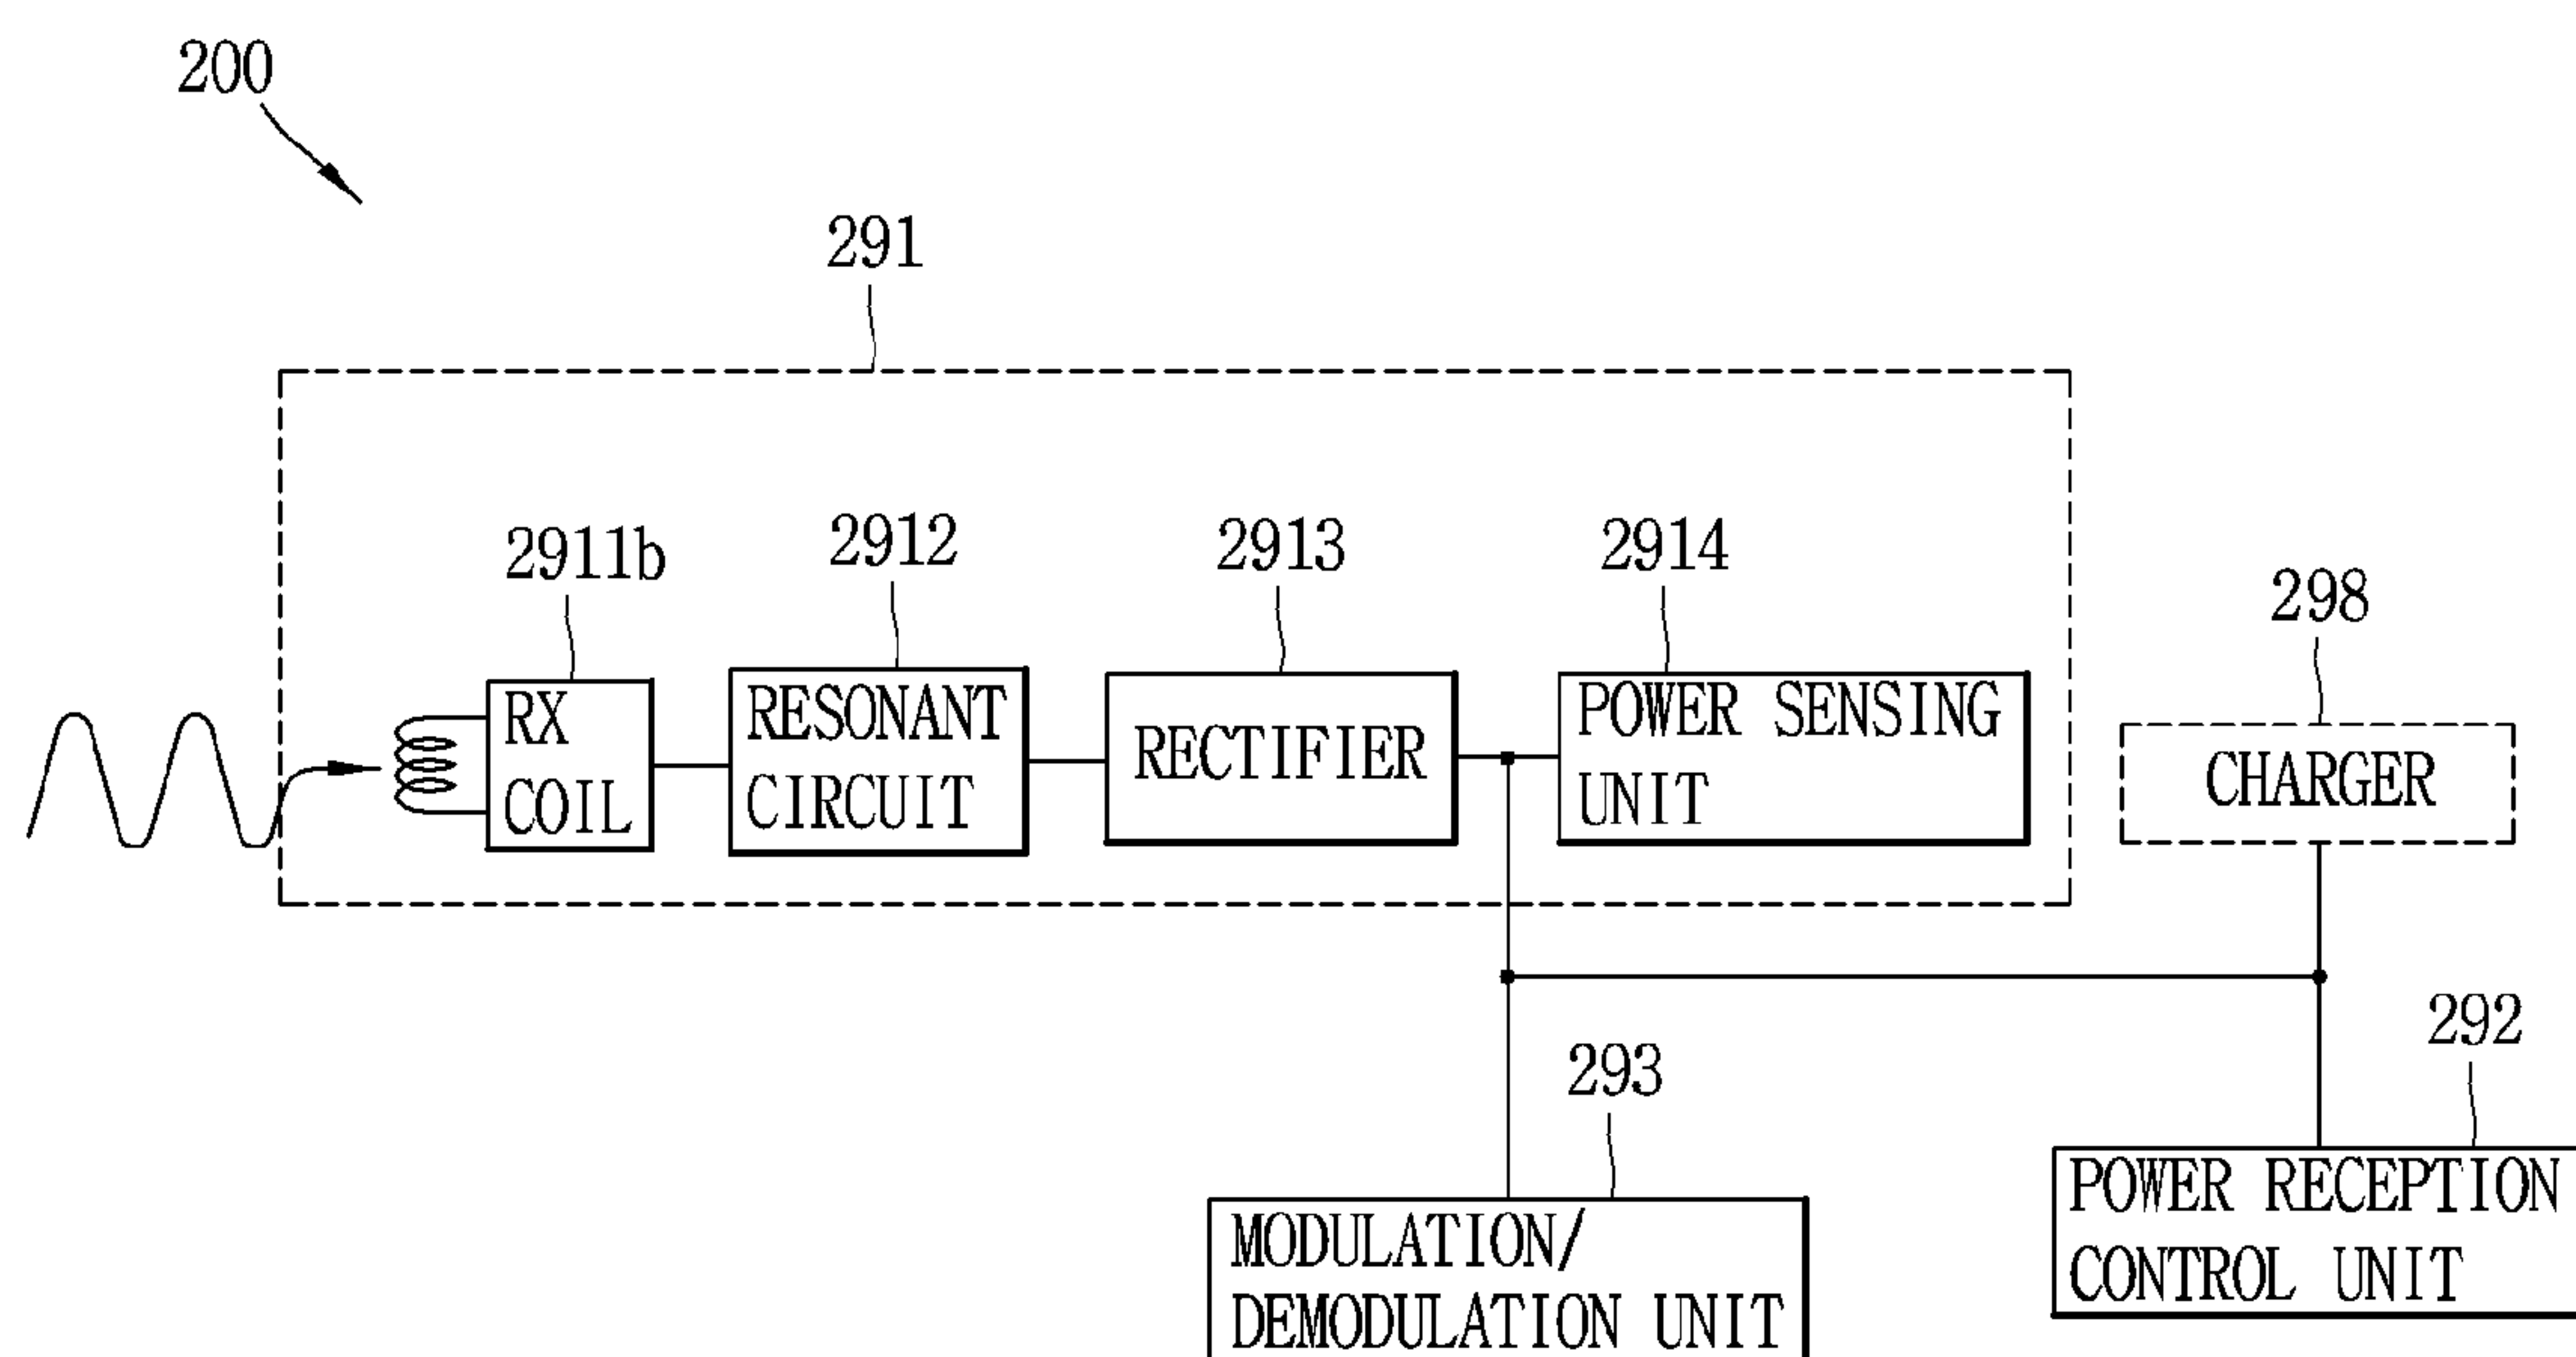 200
291
2911b
2912
2913
2914
298
RX
COIL
RESONANT
CIRCUIT
RECTIFIER
POWER SENSING
UNIT
CHARGER
293
292
MODULATION/
DEMODULATION UNIT
POWER RECEPTION
CONTROL UNIT